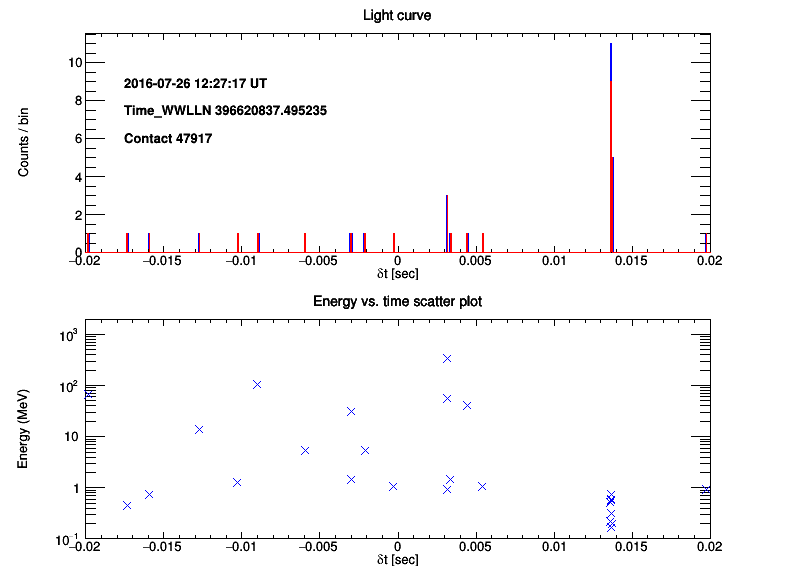 Light curve
Counts / bin
10
8
6
4
2
0
2016-07-26 12:27:17 UT
Time_WWLLN 396620837.495235
Contact 47917
−0.02 −0.015 −0.01 −0.005 0 0.005 0.01 0.015 0.02
δt [sec]
Energy vs. time scatter plot
Energy (MeV)
10³
10²
10
1
10⁻¹
−0.02 −0.015 −0.01 −0.005 0 0.005 0.01 0.015 0.02
δt [sec]